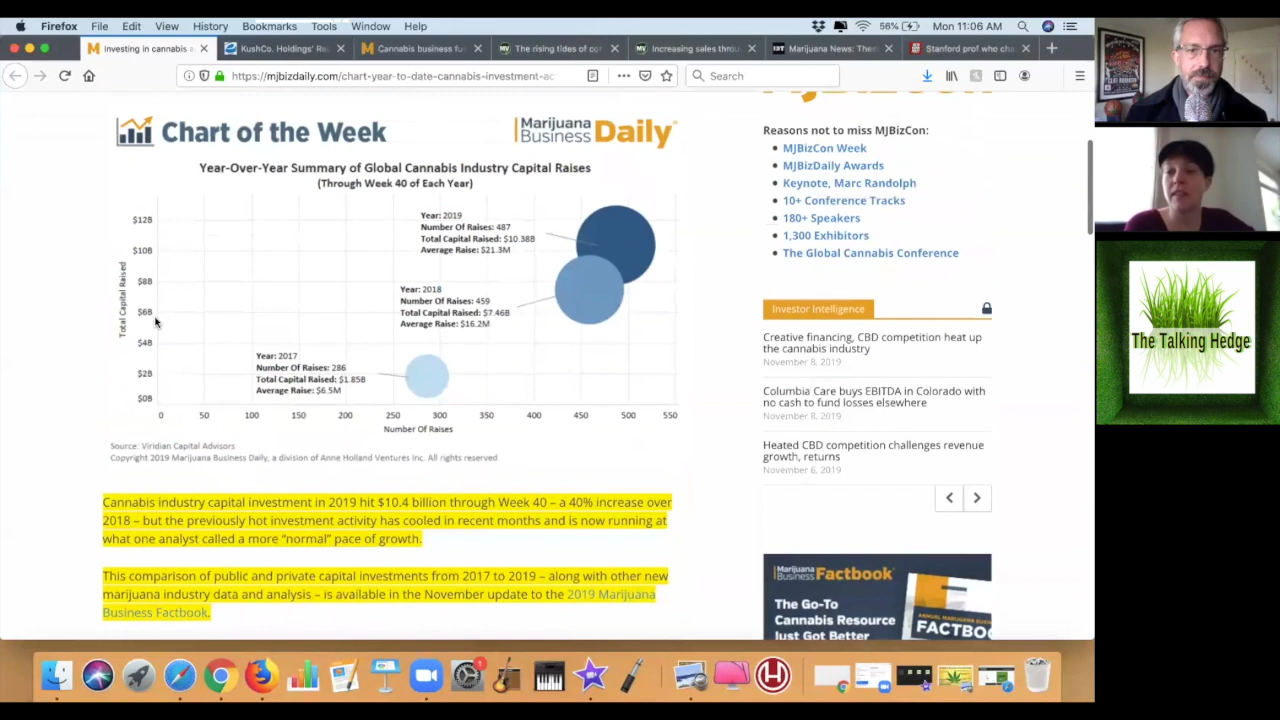 Firefox File Edit View History Bookmarks Tools Window Help 56% Mon 11:06 AM
Investing in cannabis a KushCo. Holdings' Re Cannabis business fu The rising tides of co Increasing sales throu Marijuana News: The Stanford prof who cha
https://mjbizdaily.com/chart-year-to-date-cannabis-investment-ac Search
Chart of the Week
Marijuana Business Daily
Year-Over-Year Summary of Global Cannabis Industry Capital Raises
(Through Week 40 of Each Year)
Total Capital Raised
$12B
$10B
$8B
$6B
$4B
$2B
$0B
Year: 2019
Number Of Raises: 487
Total Capital Raised: $10.38B
Average Raise: $21.3M
Year: 2018
Number Of Raises: 459
Total Capital Raised: $7.46B
Average Raise: $16.2M
Year: 2017
Number Of Raises: 286
Total Capital Raised: $1.85B
Average Raise: $6.5M
0 50 100 150 200 250 300 350 400 450 500 550
Number Of Raises
Source: Viridian Capital Advisors
Copyright 2019 Marijuana Business Daily, a division of Anne Holland Ventures Inc. All rights reserved.
Cannabis industry capital investment in 2019 hit $10.4 billion through Week 40 – a 40% increase over
2018 – but the previously hot investment activity has cooled in recent months and is now running at
what one analyst called a more “normal” pace of growth.
This comparison of public and private capital investments from 2017 to 2019 – along with other new
marijuana industry data and analysis – is available in the November update to the 2019 Marijuana
Business Factbook.
MJBizCon
Reasons not to miss MJBizCon:
MJBizCon Week
MJBizDaily Awards
Keynote, Marc Randolph
10+ Conference Tracks
180+ Speakers
1,300 Exhibitors
The Global Cannabis Conference
Investor Intelligence
Creative financing, CBD competition heat up
the cannabis industry
November 8, 2019
Columbia Care buys EBITDA in Colorado with
no cash to fund losses elsewhere
November 8, 2019
Heated CBD competition challenges revenue
growth, returns
November 6, 2019
Marijuana Business Factbook
The Go-To
Cannabis Resource
Just Got Better
FACTBO
The Talking Hedge
1